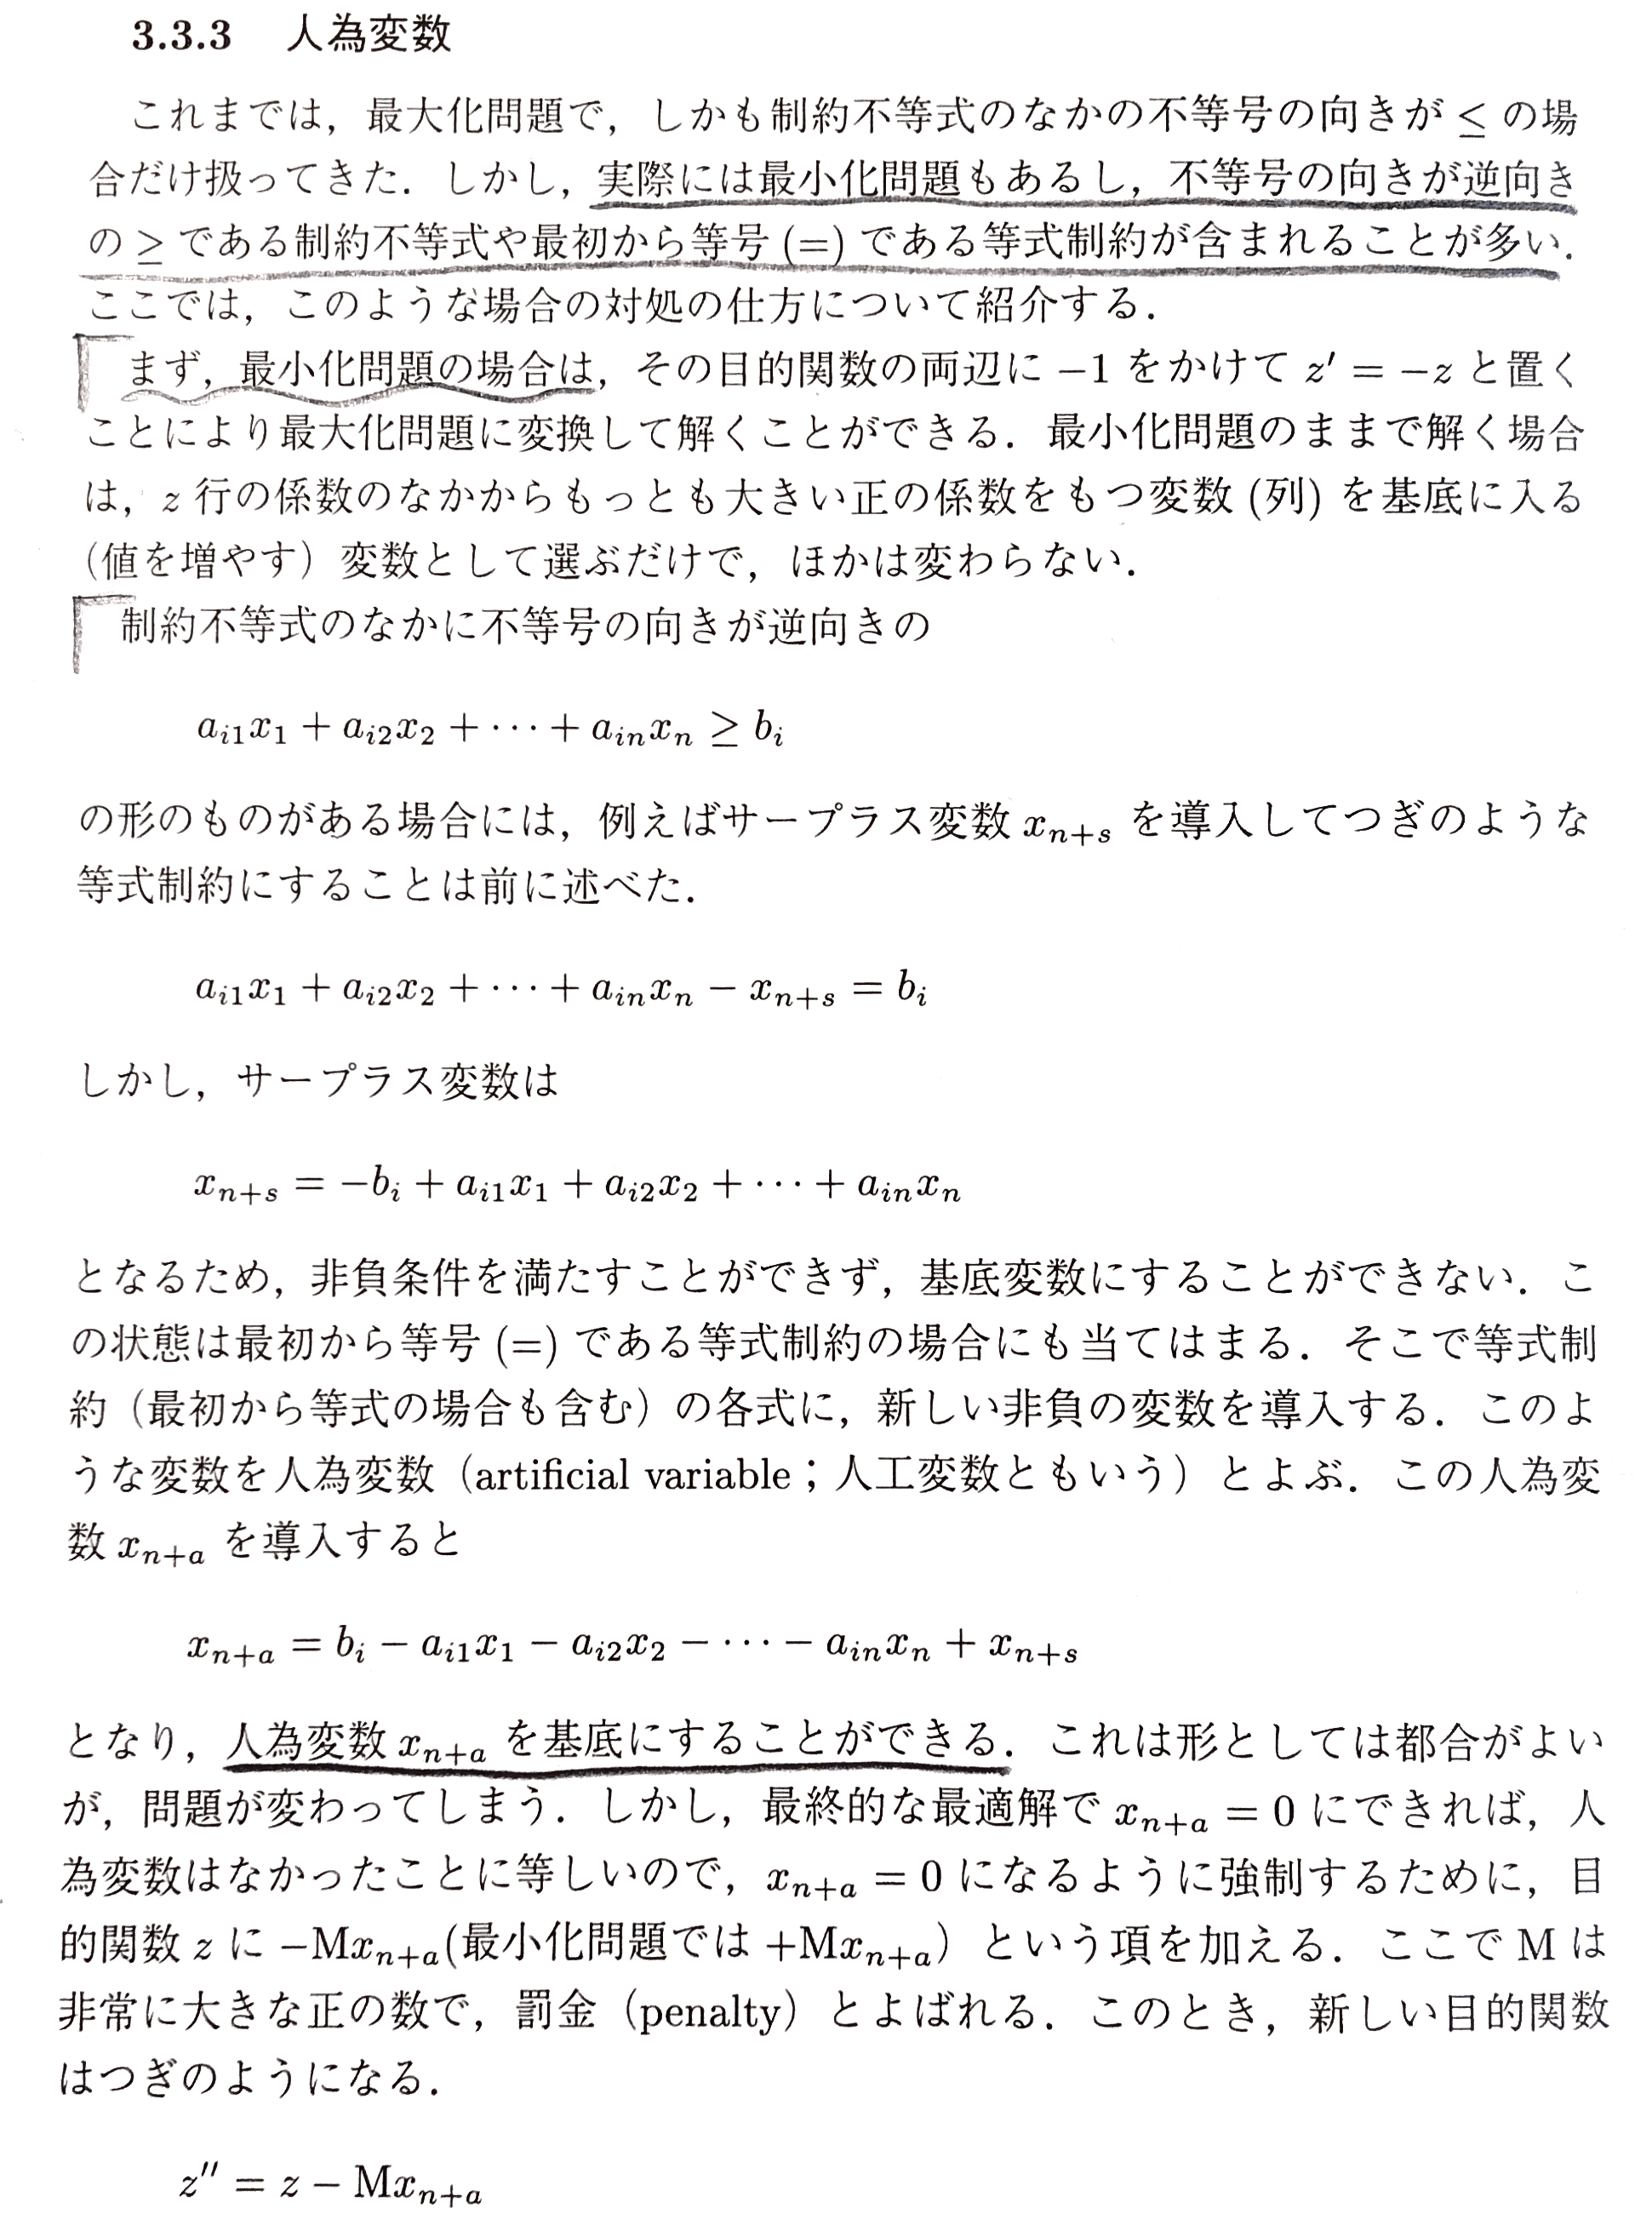 3.3.3 人為変数
これまでは，最大化問題で，しかも制約不等式のなかの不等号の向きが ≤ の場
合だけ扱ってきた．しかし，実際には最小化問題もあるし，不等号の向きが逆向き
の ≥ である制約不等式や最初から等号 (=) である等式制約が含まれることが多い．
ここでは，このような場合の対処の仕方について紹介する．
まず，最小化問題の場合は，その目的関数の両辺に −1 をかけて z′ = −z と置く
ことにより最大化問題に変換して解くことができる．最小化問題のままで解く場合
は，z 行の係数のなかからもっとも大きい正の係数をもつ変数 (列) を基底に入る
（値を増やす）変数として選ぶだけで，ほかは変わらない．
制約不等式のなかに不等号の向きが逆向きの
a_{i1}x_1 + a_{i2}x_2 + ··· + a_{in}x_n ≥ b_i
の形のものがある場合には，例えばサープラス変数 x_{n+s} を導入してつぎのような
等式制約にすることは前に述べた．
a_{i1}x_1 + a_{i2}x_2 + ··· + a_{in}x_n − x_{n+s} = b_i
しかし，サープラス変数は
x_{n+s} = −b_i + a_{i1}x_1 + a_{i2}x_2 + ··· + a_{in}x_n
となるため，非負条件を満たすことができず，基底変数にすることができない．こ
の状態は最初から等号 (=) である等式制約の場合にも当てはまる．そこで等式制
約（最初から等式の場合も含む）の各式に，新しい非負の変数を導入する．このよ
うな変数を人為変数（artificial variable；人工変数ともいう）とよぶ．この人為変
数 x_{n+a} を導入すると
x_{n+a} = b_i − a_{i1}x_1 − a_{i2}x_2 − ··· − a_{in}x_n + x_{n+s}
となり，人為変数 x_{n+a} を基底にすることができる．これは形としては都合がよい
が，問題が変わってしまう．しかし，最終的な最適解で x_{n+a} = 0 にできれば，人
為変数はなかったことに等しいので，x_{n+a} = 0 になるように強制するために，目
的関数 z に −Mx_{n+a}(最小化問題では +Mx_{n+a}）という項を加える．ここで M は
非常に大きな正の数で，罰金（penalty）とよばれる．このとき，新しい目的関数
はつぎのようになる．
z″ = z − Mx_{n+a}